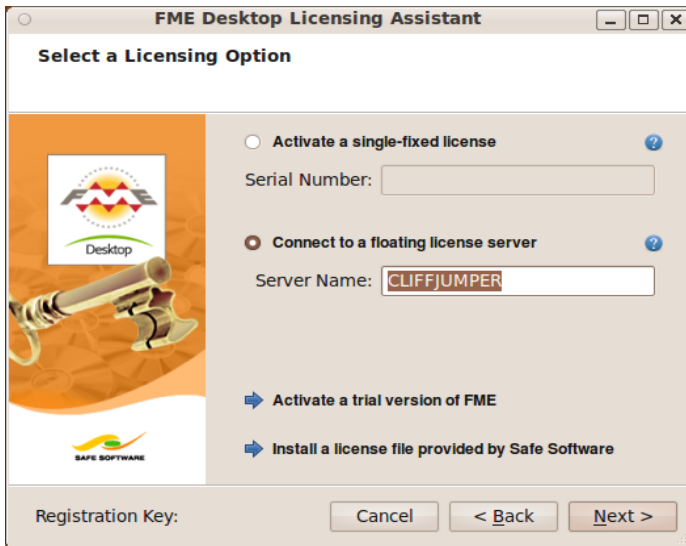 FME Desktop Licensing Assistant
Select a Licensing Option
Activate a single-fixed license
Serial Number:
FME
Desktop
Connect to a floating license server
Server Name: CLIFFJUMPER
Activate a trial version of FME
Install a license file provided by Safe Software
SAFE SOFTWARE
Registration Key:
Cancel
< Back
Next >